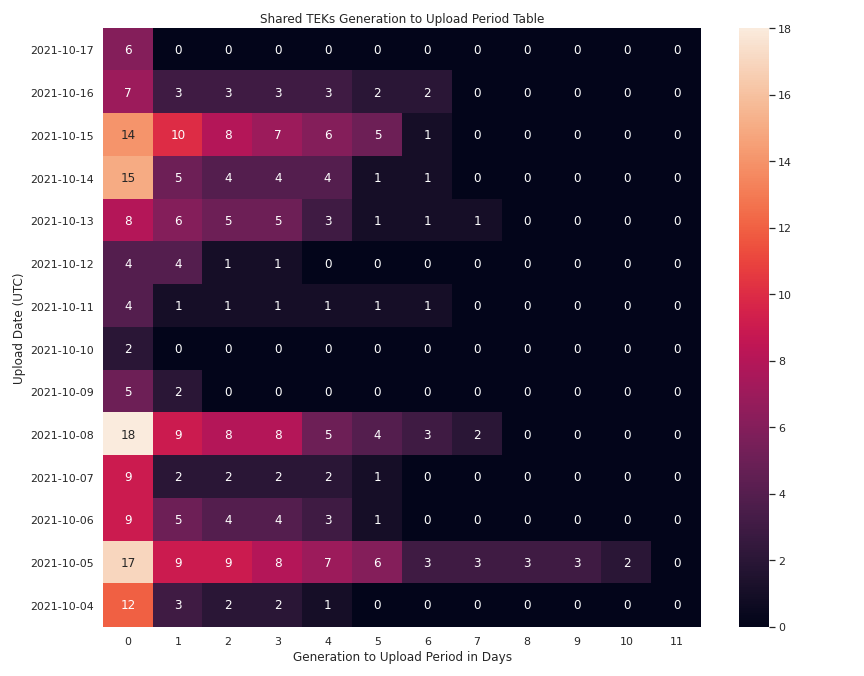 Shared TEKs Generation to Upload Period Table
Upload Date (UTC)
2021-10-17 6 0 0 0 0 0 0 0 0 0 0 0
2021-10-16 7 3 3 3 3 2 2 0 0 0 0 0
2021-10-15 14 10 8 7 6 5 1 0 0 0 0 0
2021-10-14 15 5 4 4 4 1 1 0 0 0 0 0
2021-10-13 8 6 5 5 3 1 1 1 0 0 0 0
2021-10-12 4 4 1 1 0 0 0 0 0 0 0 0
2021-10-11 4 1 1 1 1 1 1 0 0 0 0 0
2021-10-10 2 0 0 0 0 0 0 0 0 0 0 0
2021-10-09 5 2 0 0 0 0 0 0 0 0 0 0
2021-10-08 18 9 8 8 5 4 3 2 0 0 0 0
2021-10-07 9 2 2 2 2 1 0 0 0 0 0 0
2021-10-06 9 5 4 4 3 1 0 0 0 0 0 0
2021-10-05 17 9 9 8 7 6 3 3 3 3 2 0
2021-10-04 12 3 2 2 1 0 0 0 0 0 0 0
0 1 2 3 4 5 6 7 8 9 10 11
Generation to Upload Period in Days
18
16
14
12
10
8
6
4
2
0